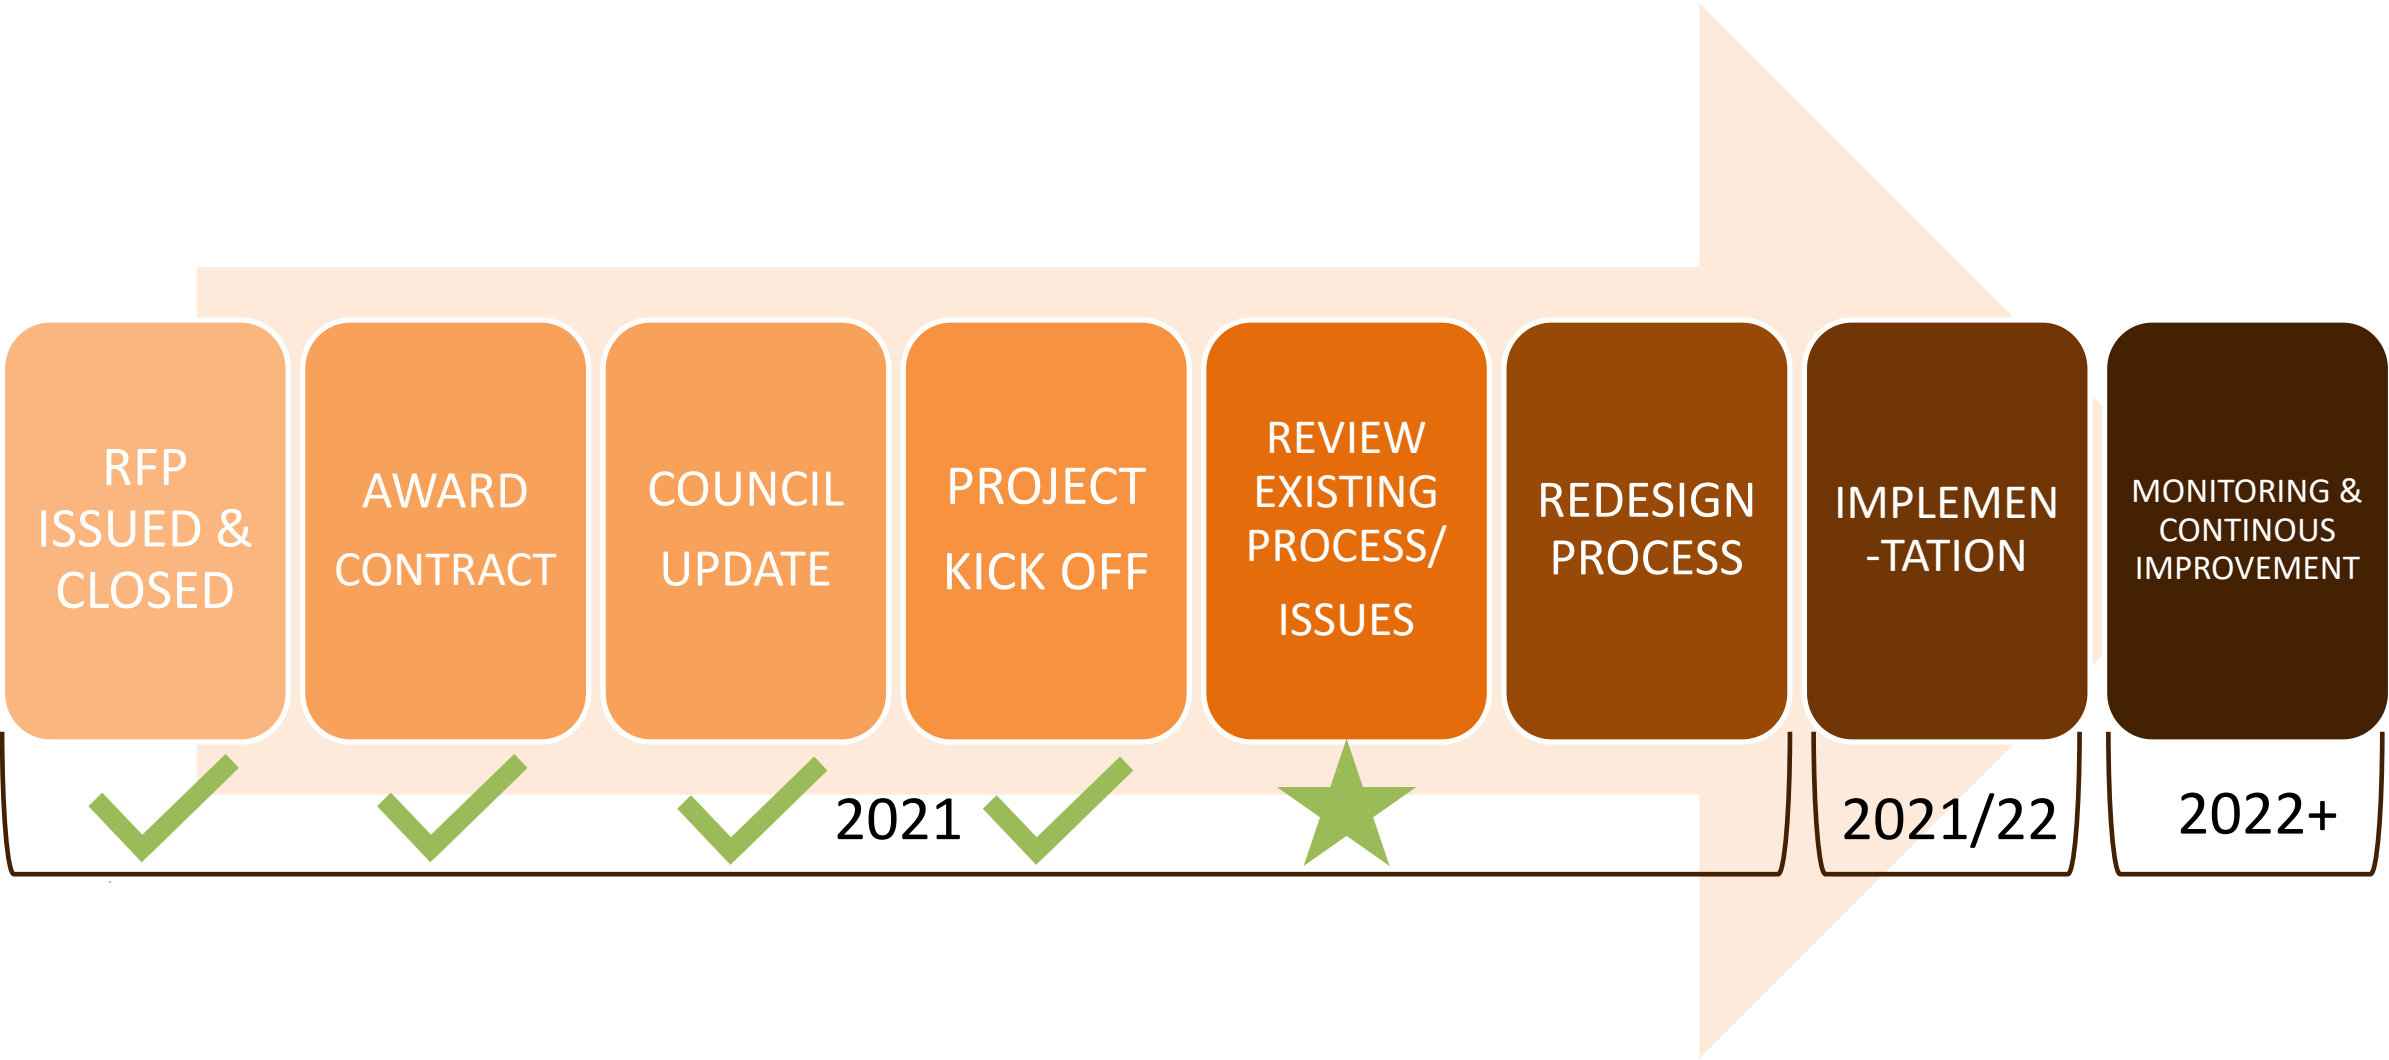 RFP
ISSUED &
CLOSED
AWARD
CONTRACT
COUNCIL
UPDATE
PROJECT
KICK OFF
REVIEW
EXISTING
PROCESS/
ISSUES
REDESIGN
PROCESS
IMPLEMEN
-TATION
MONITORING &
CONTINOUS
IMPROVEMENT
2021
2021/22
2022+